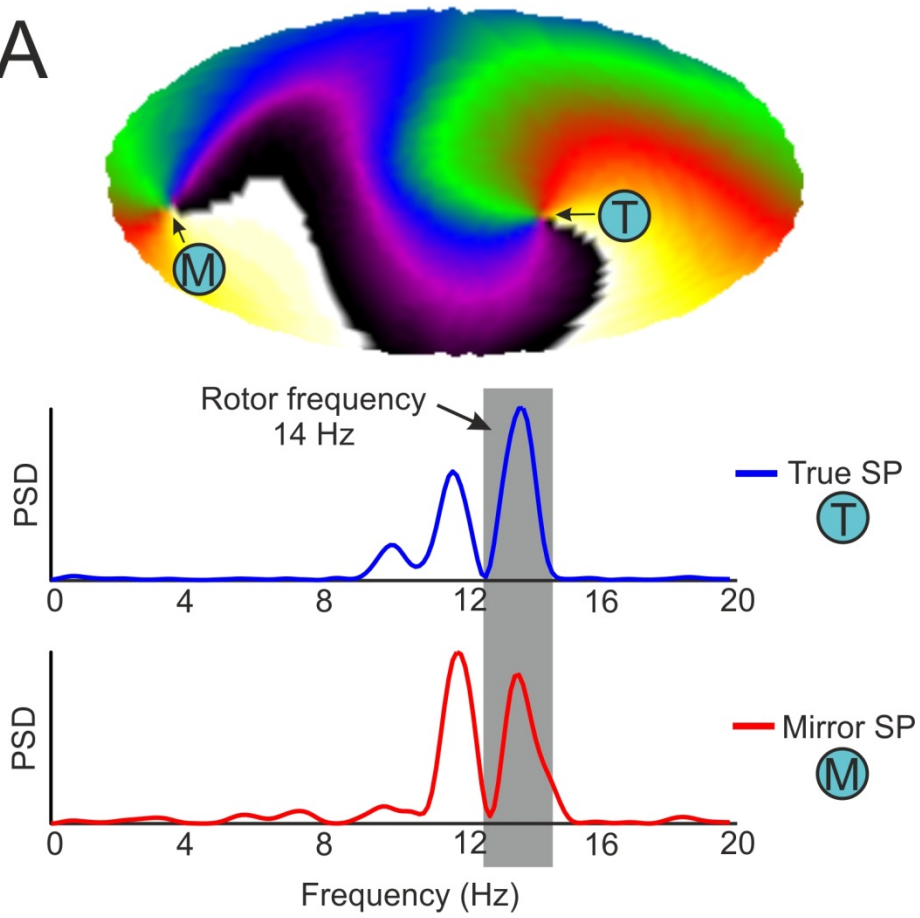 A
T
M
Rotor frequency
14 Hz
PSD
True SP
T
0 4 8 12 16 20
PSD
Mirror SP
M
0 4 8 12 16 20
Frequency (Hz)